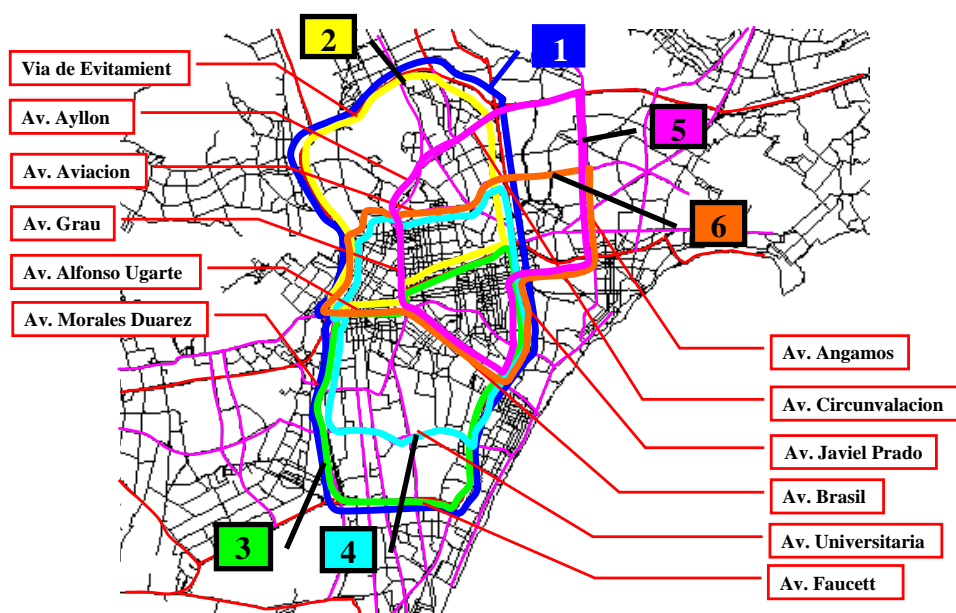 2
1
Via de Evitamient
Av. Ayllon
5
Av. Aviacion
Av. Grau
6
Av. Alfonso Ugarte
Av. Morales Duarez
Av. Angamos
Av. Circunvalacion
Av. Javiel Prado
Av. Brasil
3
4
Av. Universitaria
Av. Faucett